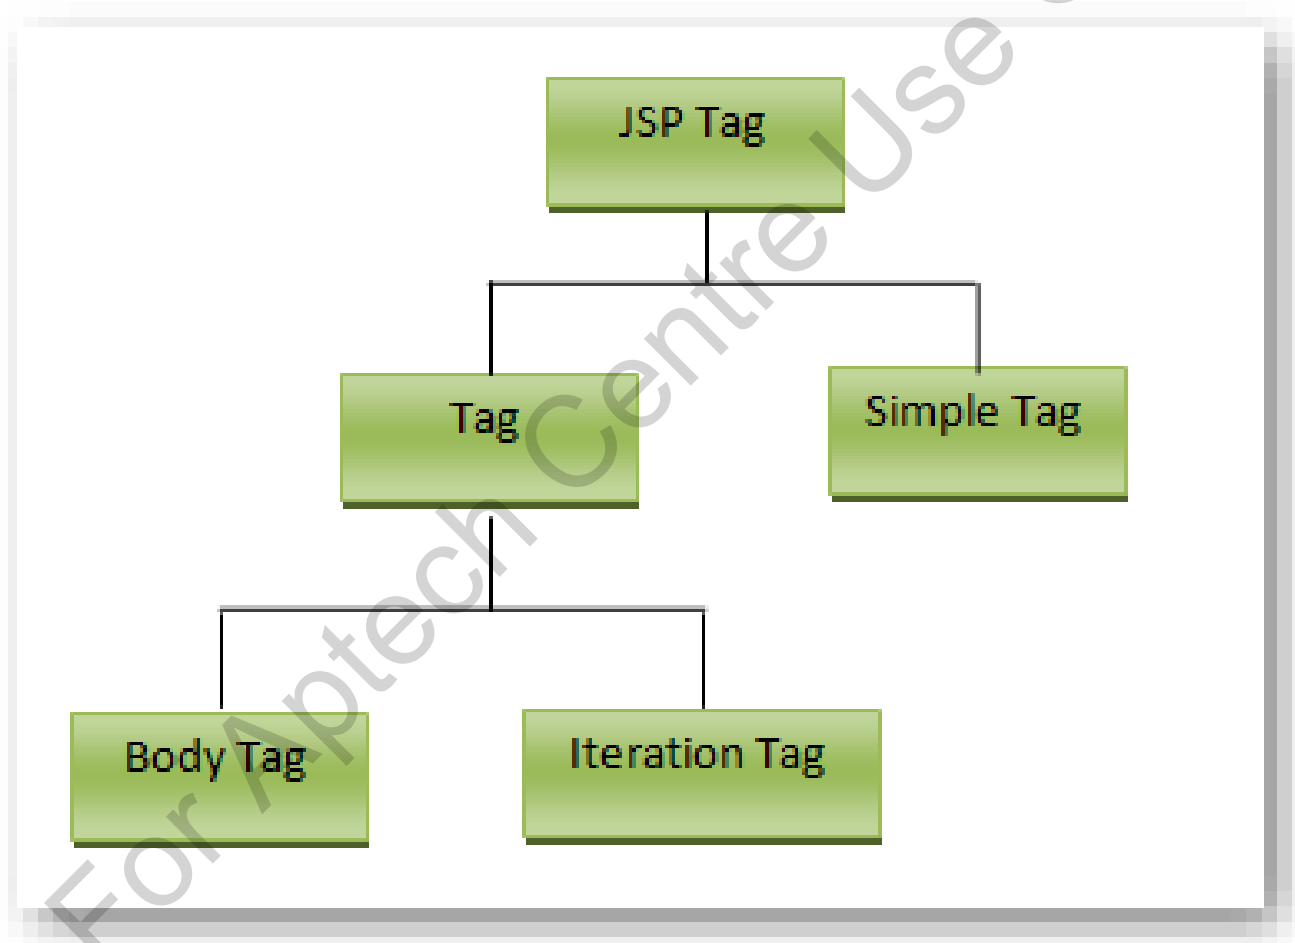 JSP Tag
Tag
Simple Tag
Body Tag
Iteration Tag
For Aptech Centre Use